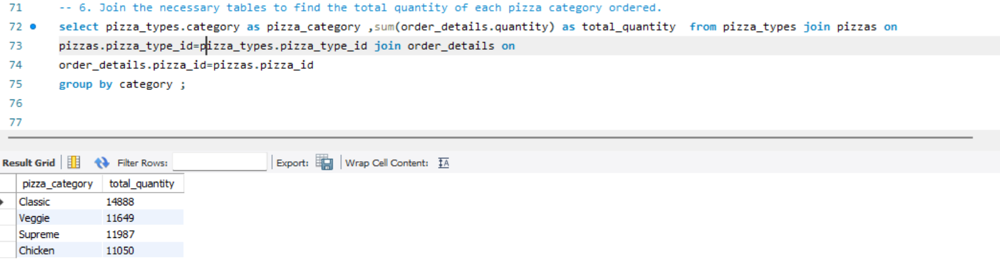 71 -- 6. Join the necessary tables to find the total quantity of each pizza category ordered.
72 select pizza_types.category as pizza_category ,sum(order_details.quantity) as total_quantity  from pizza_types join pizzas on
73 pizzas.pizza_type_id=pizza_types.pizza_type_id join order_details on
74 order_details.pizza_id=pizzas.pizza_id
75 group by category ;
76
77
Result Grid Filter Rows: Export: Wrap Cell Content: IA
pizza_category total_quantity
Classic 14888
Veggie 11649
Supreme 11987
Chicken 11050